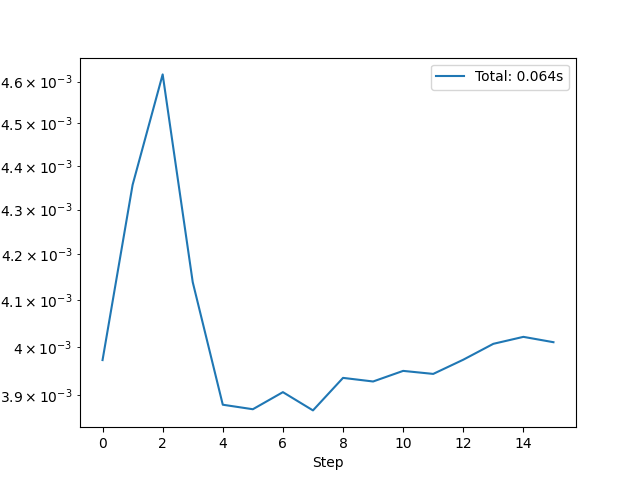 Total: 0.064s
4.6 × 10⁻³
4.5 × 10⁻³
4.4 × 10⁻³
4.3 × 10⁻³
4.2 × 10⁻³
4.1 × 10⁻³
4 × 10⁻³
3.9 × 10⁻³
0 2 4 6 8 10 12 14
Step